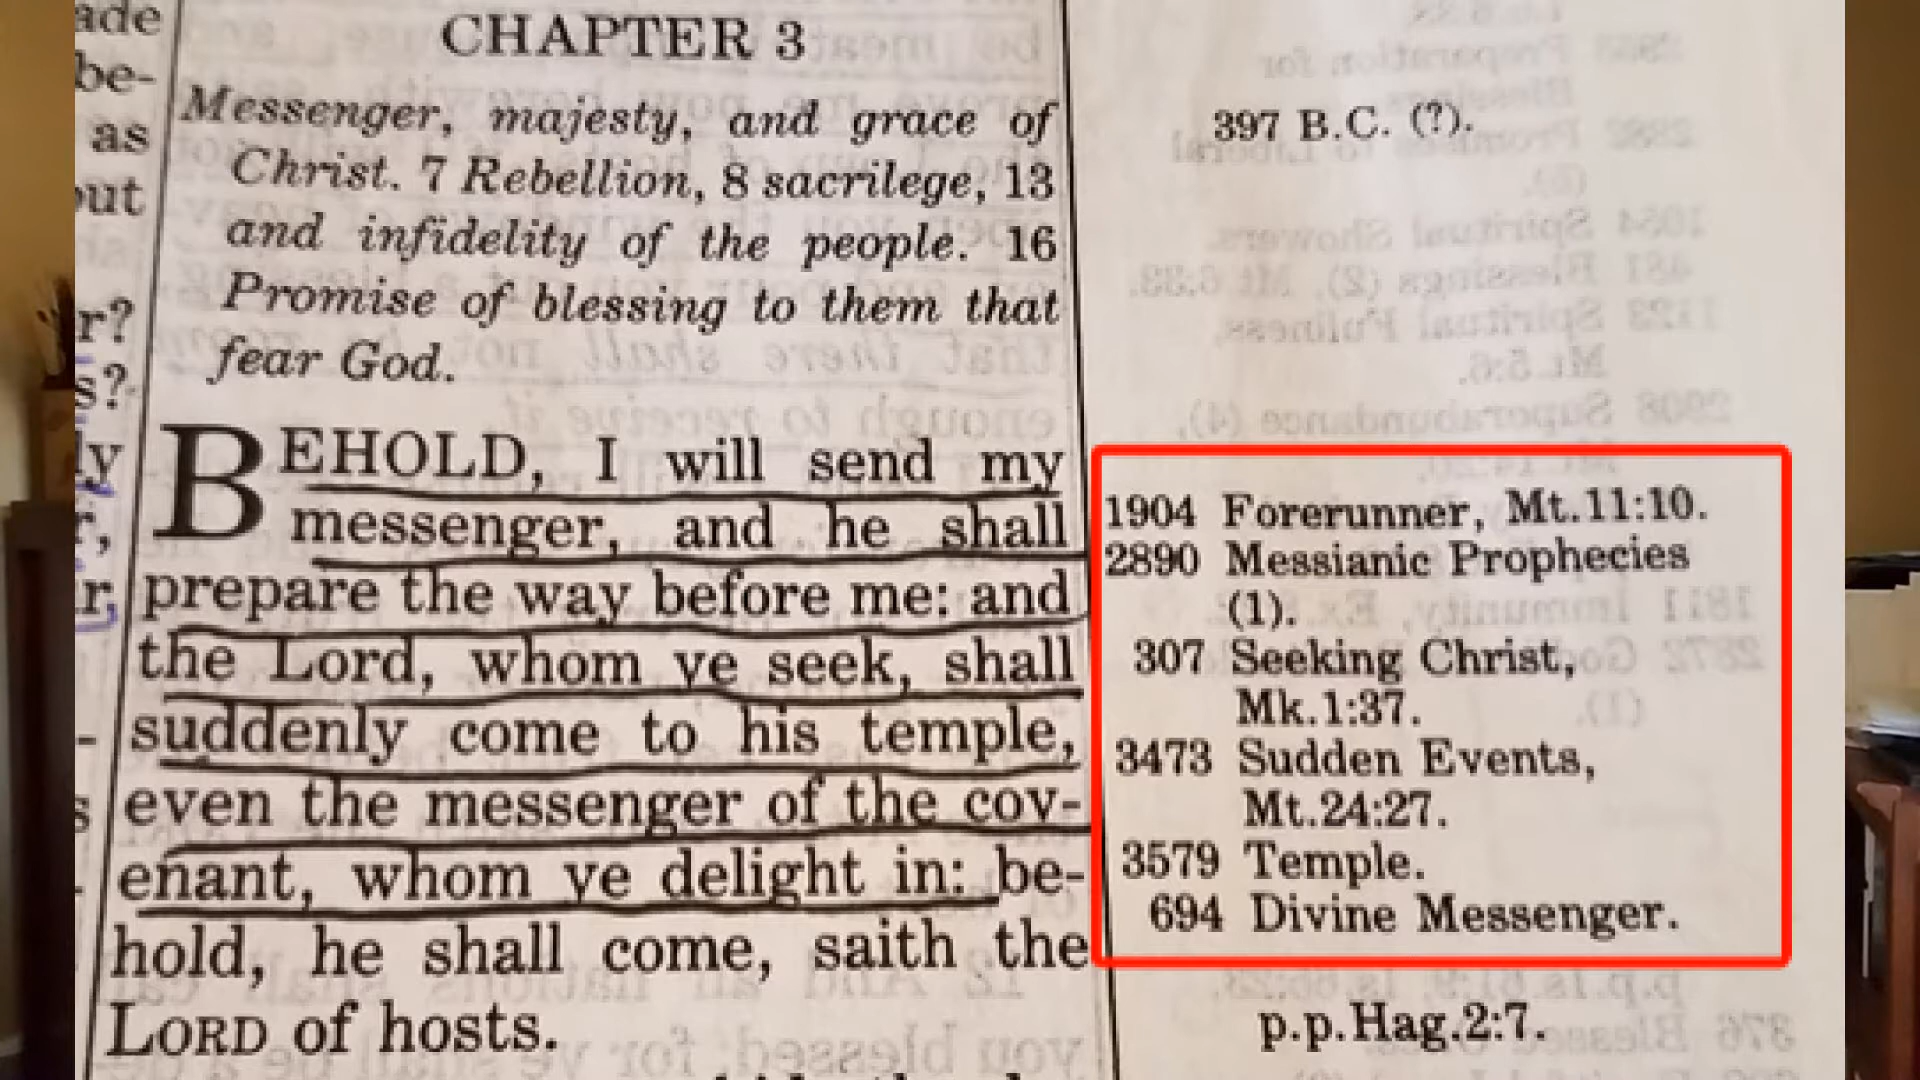 ade
be-
as
out
r?
s?
ly
r,
r,
CHAPTER 3
Messenger, majesty, and grace of
Christ. 7 Rebellion, 8 sacrilege, 13
and infidelity of the people. 16
Promise of blessing to them that
fear God.
BEHOLD, I will send my
messenger, and he shall
prepare the way before me: and
the Lord, whom ye seek, shall
suddenly come to his temple,
even the messenger of the cov-
enant, whom ye delight in: be-
hold, he shall come, saith the
LORD of hosts.
397 B.C. (?).
1904 Forerunner, Mt.11:10.
2890 Messianic Prophecies
(1).
307 Seeking Christ,
Mk.1:37.
3473 Sudden Events,
Mt.24:27.
3579 Temple.
694 Divine Messenger.
p.p.Hag.2:7.